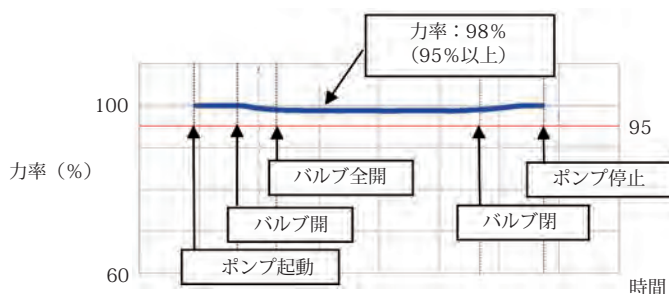 力率：98%
（95%以上）
100
95
力率（%）
バルブ全開
ポンプ停止
バルブ開
バルブ閉
ポンプ起動
60
時間